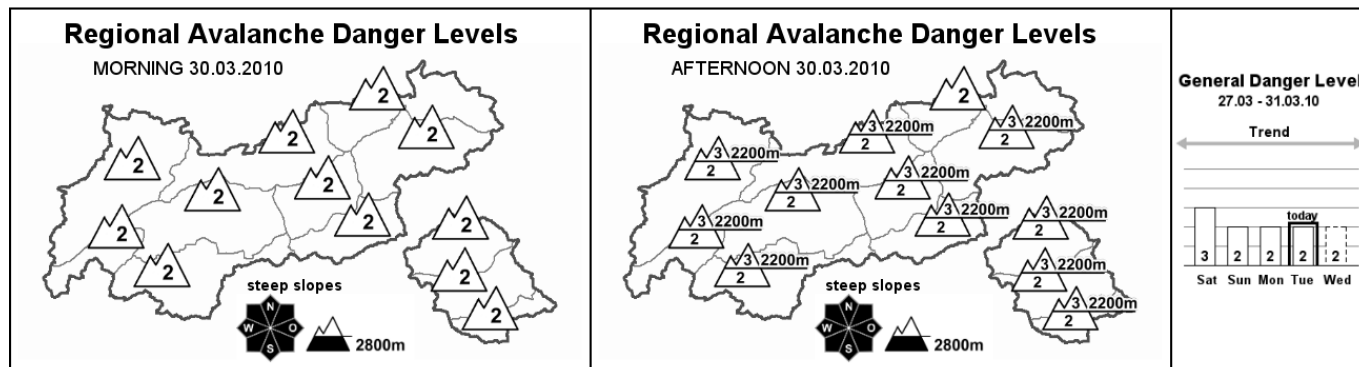 Regional Avalanche Danger Levels
MORNING 30.03.2010
2
2
2
2
2
2
2
2
2
2
2
2
steep slopes
N
W O
S
2800m
Regional Avalanche Danger Levels
AFTERNOON 30.03.2010
2
3 2200m
2
3 2200m
2
3 2200m
2
3 2200m
2
3 2200m
2
3 2200m
2
3 2200m
2
3 2200m
2
3 2200m
2
3 2200m
2
3 2200m
2
steep slopes
N
W O
S
2800m
General Danger Level
27.03 - 31.03.10
Trend
today
3 2 2 2 2
Sat Sun Mon Tue Wed